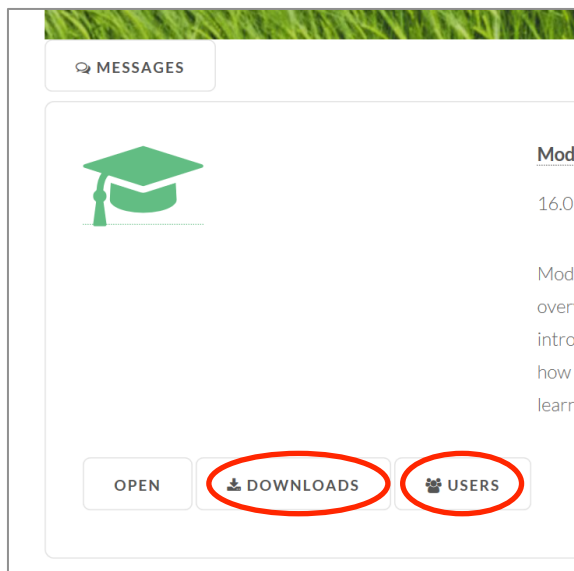 MESSAGES
Mod
16.0
Mod
over
intro
how
learn
OPEN
DOWNLOADS
USERS